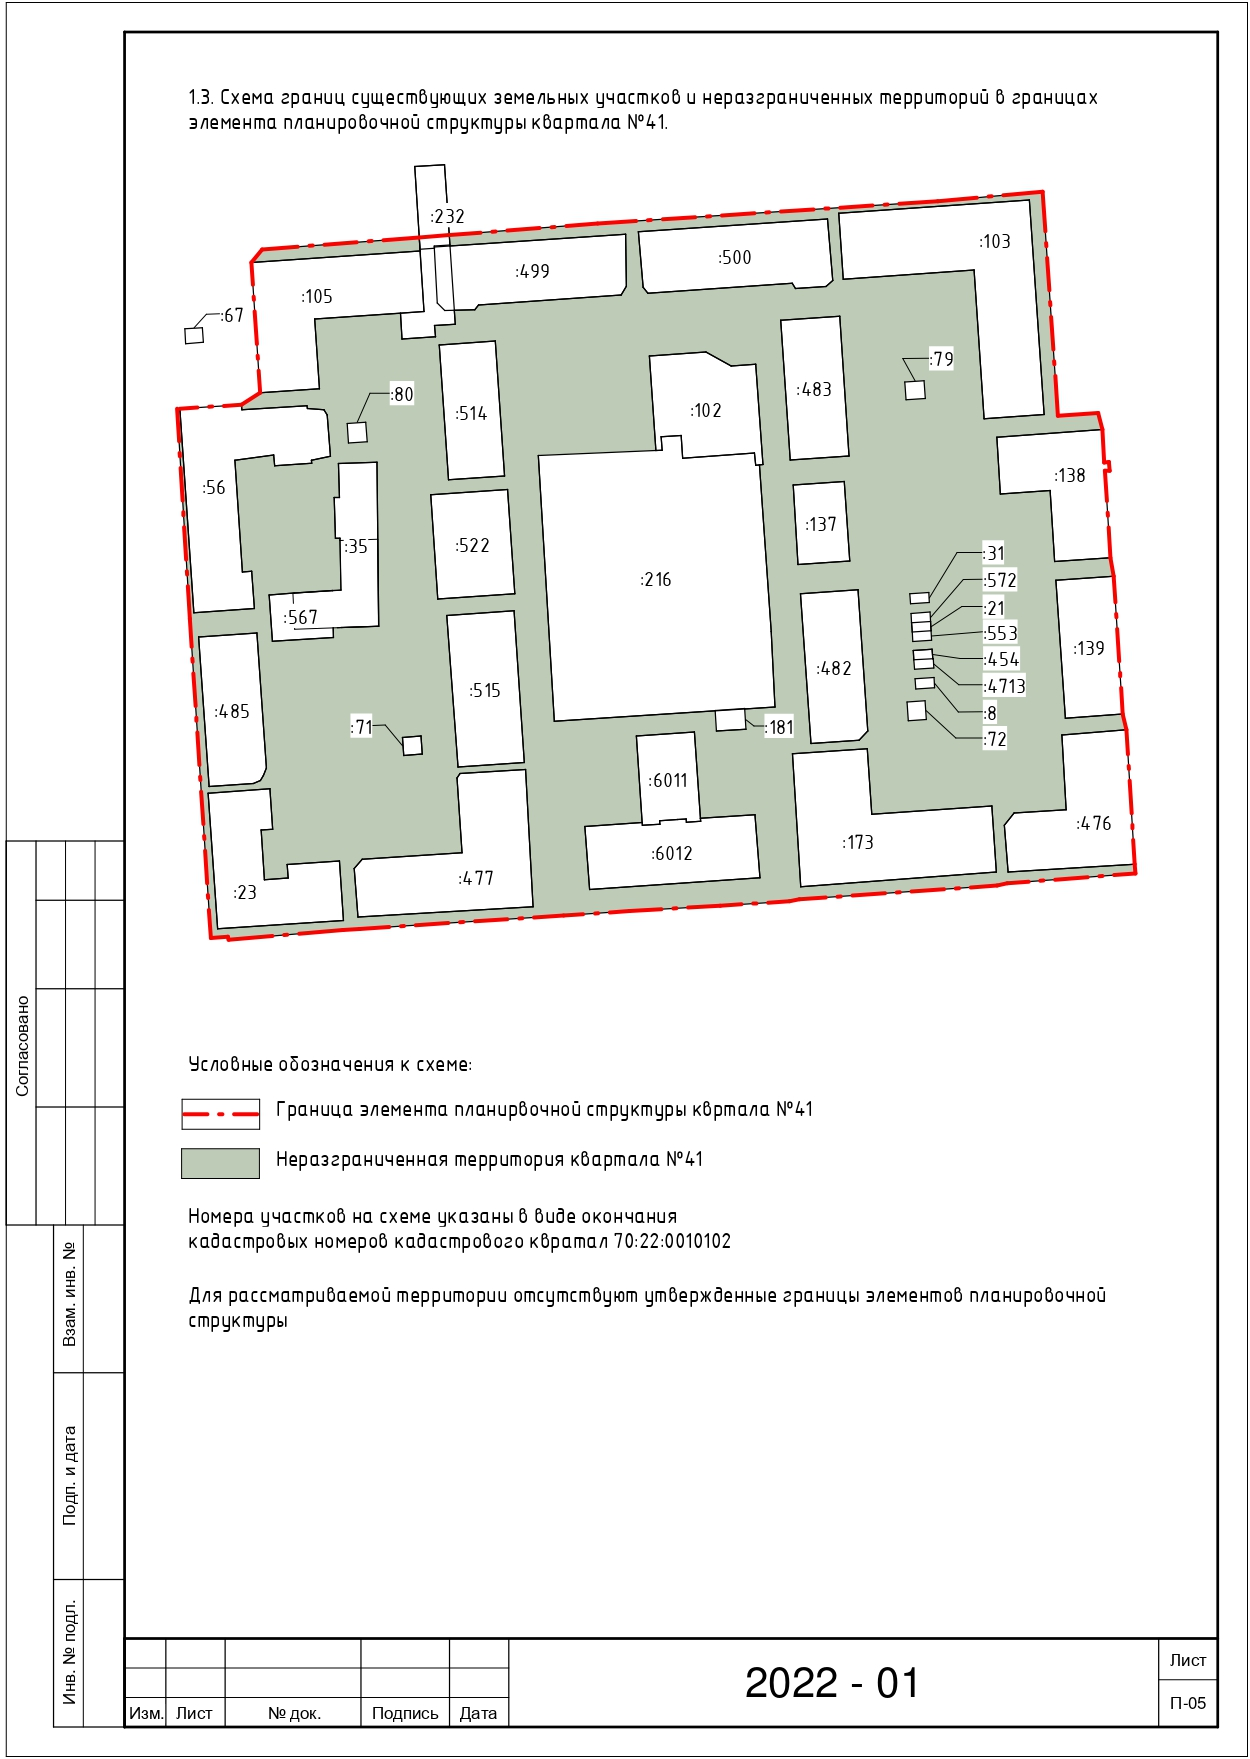 1.3. Схема границ существующих земельных участков и неразграниченных территорий в границах
элемента планировочной структуры квартала №41.
:232
:103
:500
:499
:105
:67
:79
:80
:483
:102
:514
:138
:56
:137
:35
:522
:31
:216
:572
:21
:567
:553
:139
:454
:482
:4713
:515
:485
:8
:71
:181
:72
:6011
:476
:173
:6012
:477
:23
Условные обозначения к схеме:
Граница элемента планирвочной структуры квртала №41
Неразграниченная территория квартала №41
Номера участков на схеме указаны в виде окончания
кадастровых номеров кадастрового квратал 70:22:0010102
Для рассматриваемой территории отсутствуют утвержденные границы элементов планировочной
структуры
Согласовано
Взам. инв. №
Подп. и дата
Инв. № подл.
Изм. Лист № док. Подпись Дата
2022 - 01
Лист
П-05